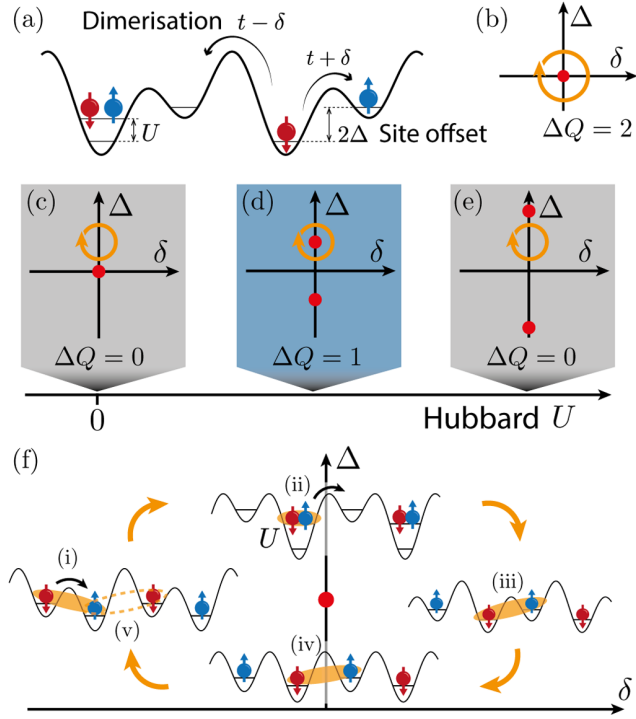 (a) Dimerisation t − δ
t + δ
U
2Δ Site offset
(b) Δ
δ
ΔQ = 2
(c) Δ
δ
ΔQ = 0
(d) Δ
δ
ΔQ = 1
(e) Δ
δ
ΔQ = 0
0
Hubbard U
(f)
Δ
(ii)
U
(i)
(iii)
(v)
(iv)
δ